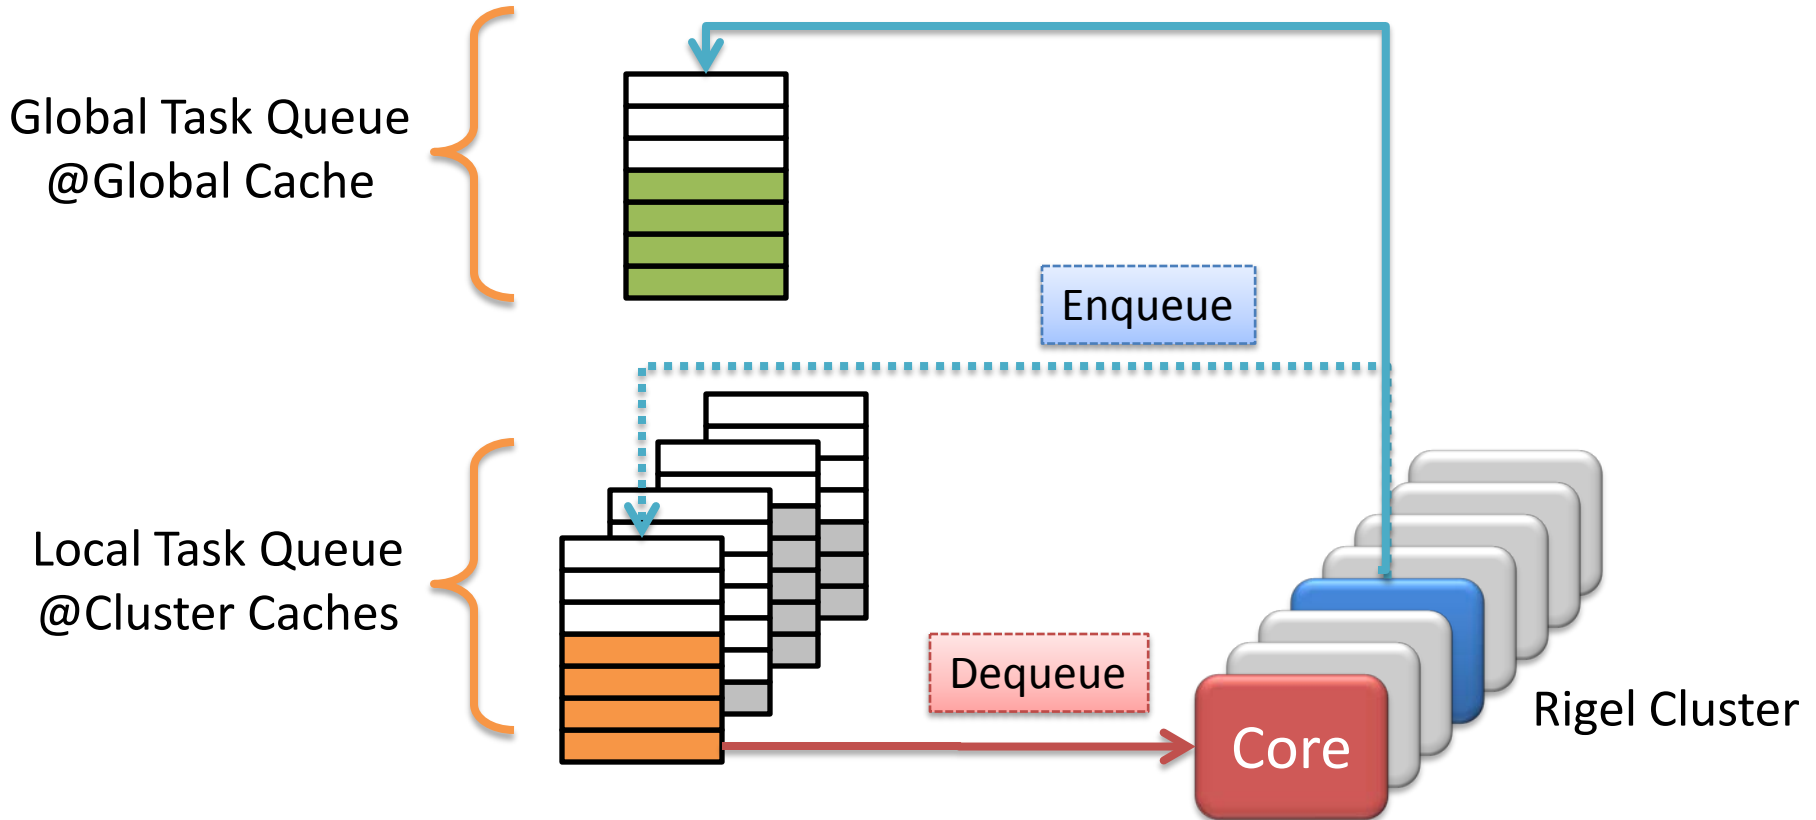 Global Task Queue
@Global Cache
Enqueue
Local Task Queue
@Cluster Caches
Dequeue
Rigel Cluster
Core